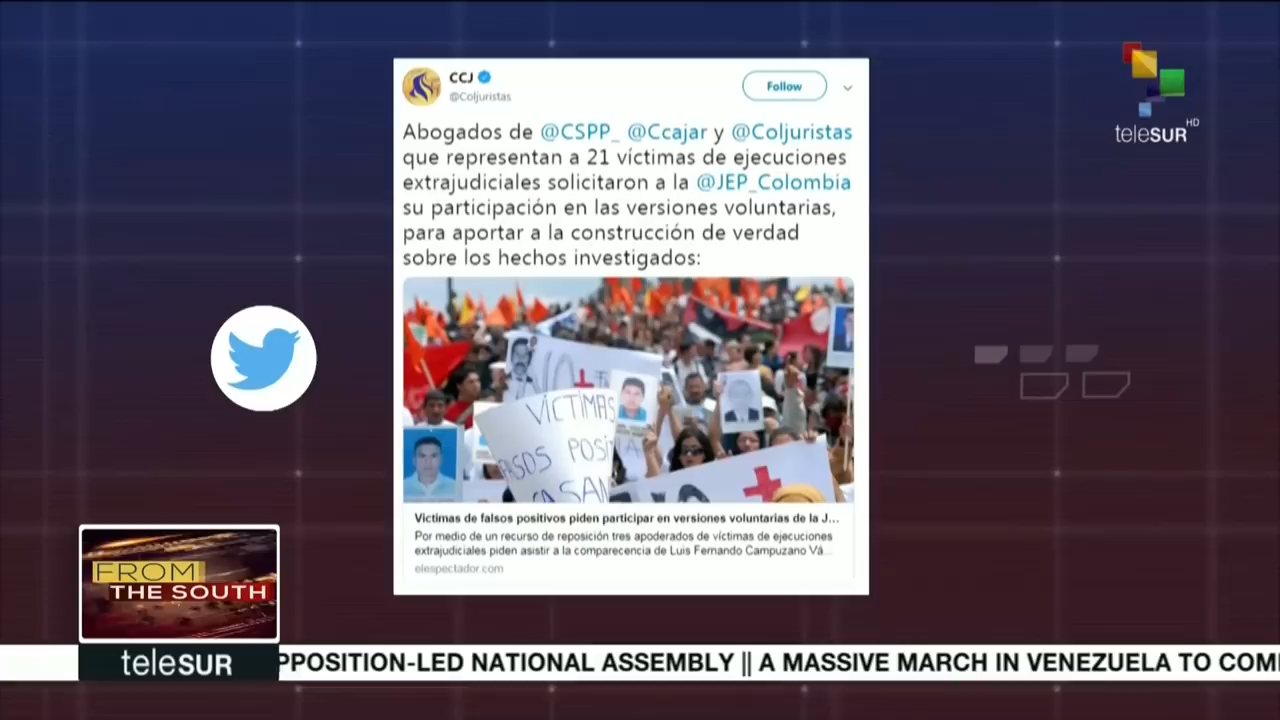 CCJ
@Coljuristas
Follow
Abogados de @CSPP_ @Ccajar y @Coljuristas
que representan a 21 víctimas de ejecuciones
extrajudiciales solicitaron a la @JEP_Colombia
su participación en las versiones voluntarias,
para aportar a la construcción de verdad
sobre los hechos investigados:
VÍCTIMAS
Victimas de falsos positivos piden participar en versiones voluntarias de la J...
Por medio de un recurso de reposición tres apoderados de víctimas de ejecuciones
extrajudiciales piden asistir a la comparecencia de Luis Fernando Campuzano Vá...
elespectador.com
teleSUR HD
FROM
THE SOUTH
teleSUR
PPOSITION-LED NATIONAL ASSEMBLY || A MASSIVE MARCH IN VENEZUELA TO COM